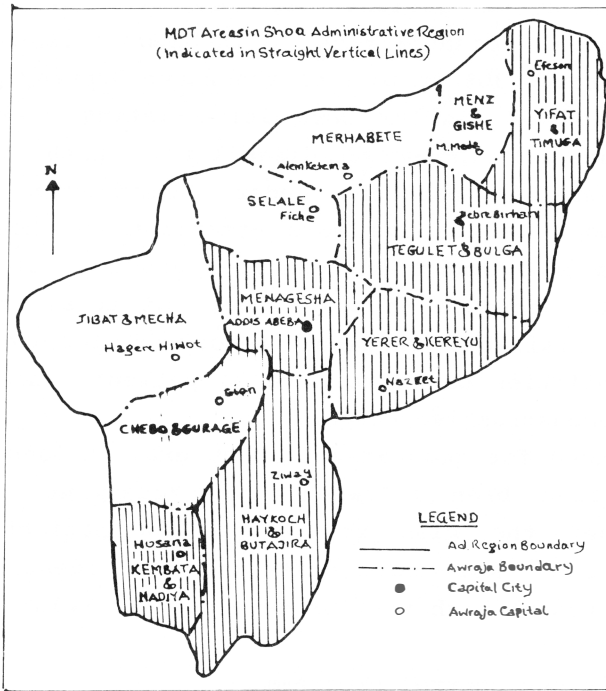 MDT Areas in Shoa Administrative Region
(Indicated in Straight Vertical Lines)
N
Efeson
YIFAT
&
TIMUGA
MENZ
&
GISHE
M.Meda
MERHABETE
Alem Ketema
SELALE
Fiche
Debre Birhan
TEGULET & BULGA
MENAGESHA
ADDIS ABEBA
JIBAT & MECHA
Hagere Hiwot
YERER & KEREYU
Nazret
Gion
CHEBO & GURAGE
Ziway
HAYKOCH
&
BUTAJIRA
Husana
KEMBATA
&
HADIYA
LEGEND
Ad Region Boundary
Awraja Boundary
Capital City
Awraja Capital